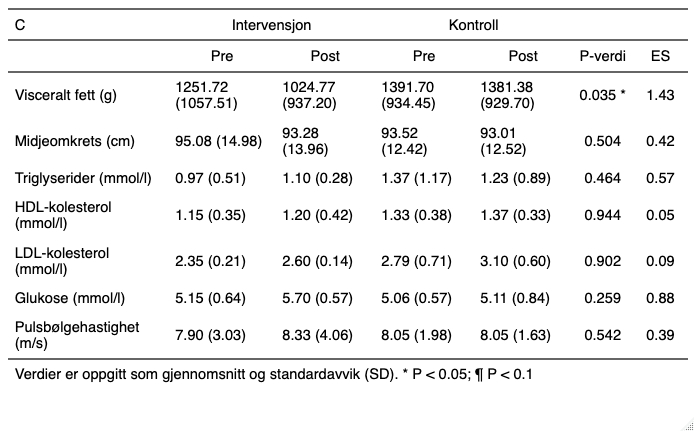 C Intervensjon Kontroll
Pre Post Pre Post P-verdi ES
Visceralt fett (g) 1251.72 (1057.51) 1024.77 (937.20) 1391.70 (934.45) 1381.38 (929.70) 0.035 * 1.43
Midjeomkrets (cm) 95.08 (14.98) 93.28 (13.96) 93.52 (12.42) 93.01 (12.52) 0.504 0.42
Triglyserider (mmol/l) 0.97 (0.51) 1.10 (0.28) 1.37 (1.17) 1.23 (0.89) 0.464 0.57
HDL-kolesterol (mmol/l) 1.15 (0.35) 1.20 (0.42) 1.33 (0.38) 1.37 (0.33) 0.944 0.05
LDL-kolesterol (mmol/l) 2.35 (0.21) 2.60 (0.14) 2.79 (0.71) 3.10 (0.60) 0.902 0.09
Glukose (mmol/l) 5.15 (0.64) 5.70 (0.57) 5.06 (0.57) 5.11 (0.84) 0.259 0.88
Pulsbølgehastighet (m/s) 7.90 (3.03) 8.33 (4.06) 8.05 (1.98) 8.05 (1.63) 0.542 0.39
Verdier er oppgitt som gjennomsnitt og standardavvik (SD). * P < 0.05; ¶ P < 0.1